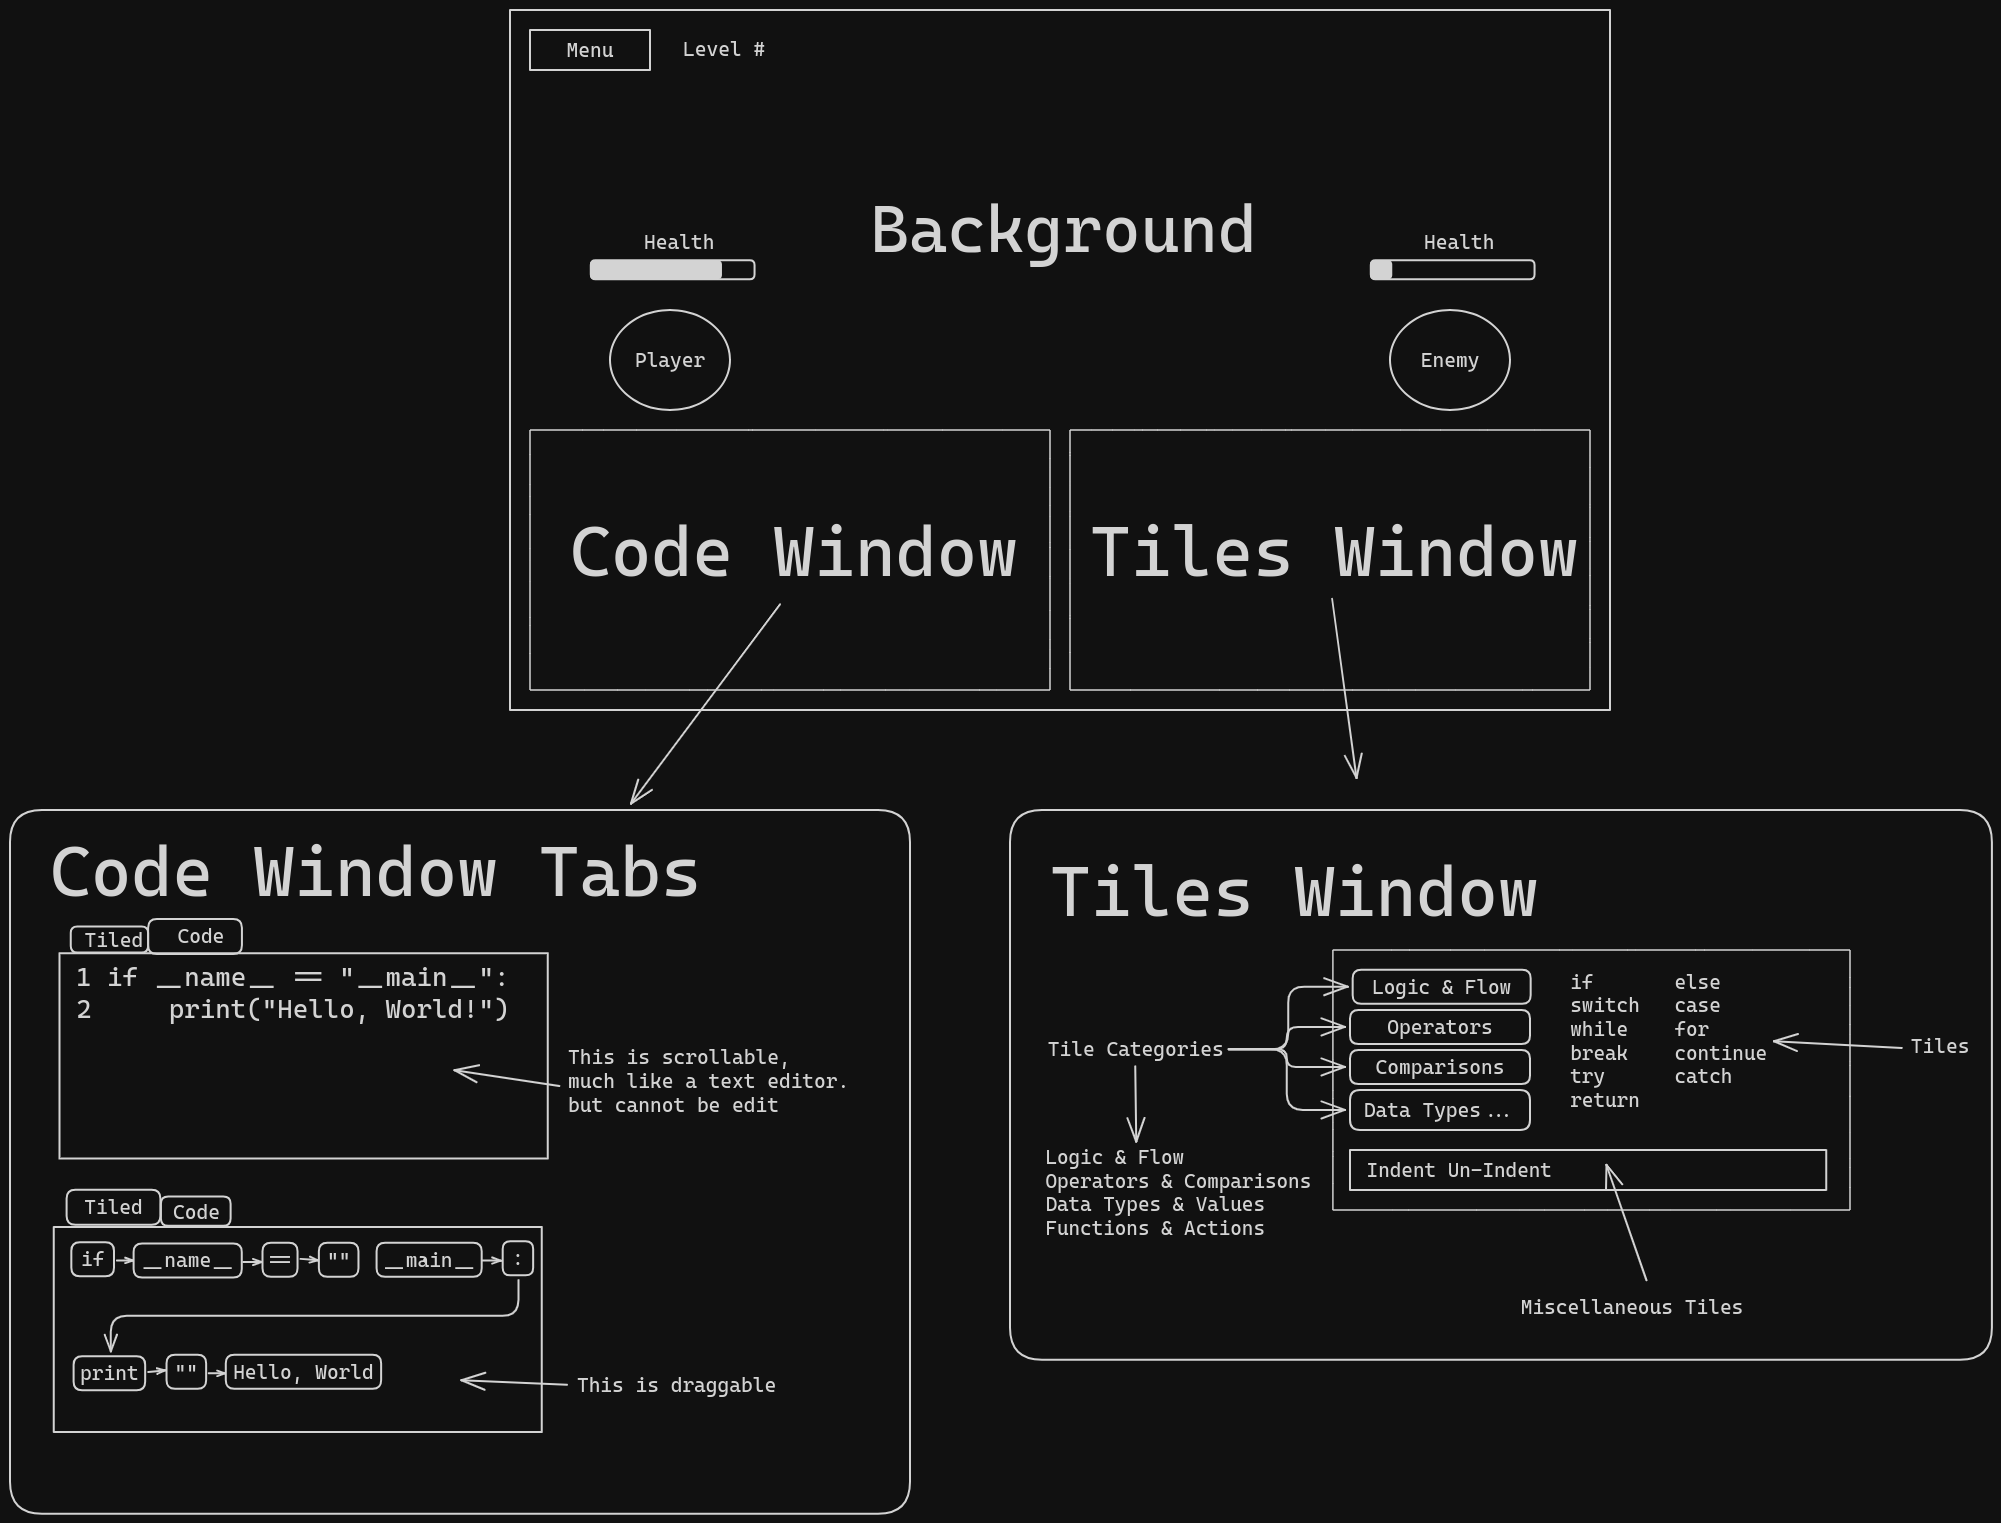 Menu
Level #
Background
Health
Health
Player
Enemy
Code Window
Tiles Window
Code Window Tabs
Tiled
Code
1 if __name__ == "__main__":
2     print("Hello, World!")
This is scrollable,
much like a text editor.
but cannot be edit
Tiled
Code
if
__name__
==
""
__main__
:
print
""
Hello, World
This is draggable
Tiles Window
Tile Categories
Logic & Flow
Operators
Comparisons
Data Types...
if else
switch case
while for
break continue
try catch
return
Tiles
Indent Un-Indent
Logic & Flow
Operators & Comparisons
Data Types & Values
Functions & Actions
Miscellaneous Tiles